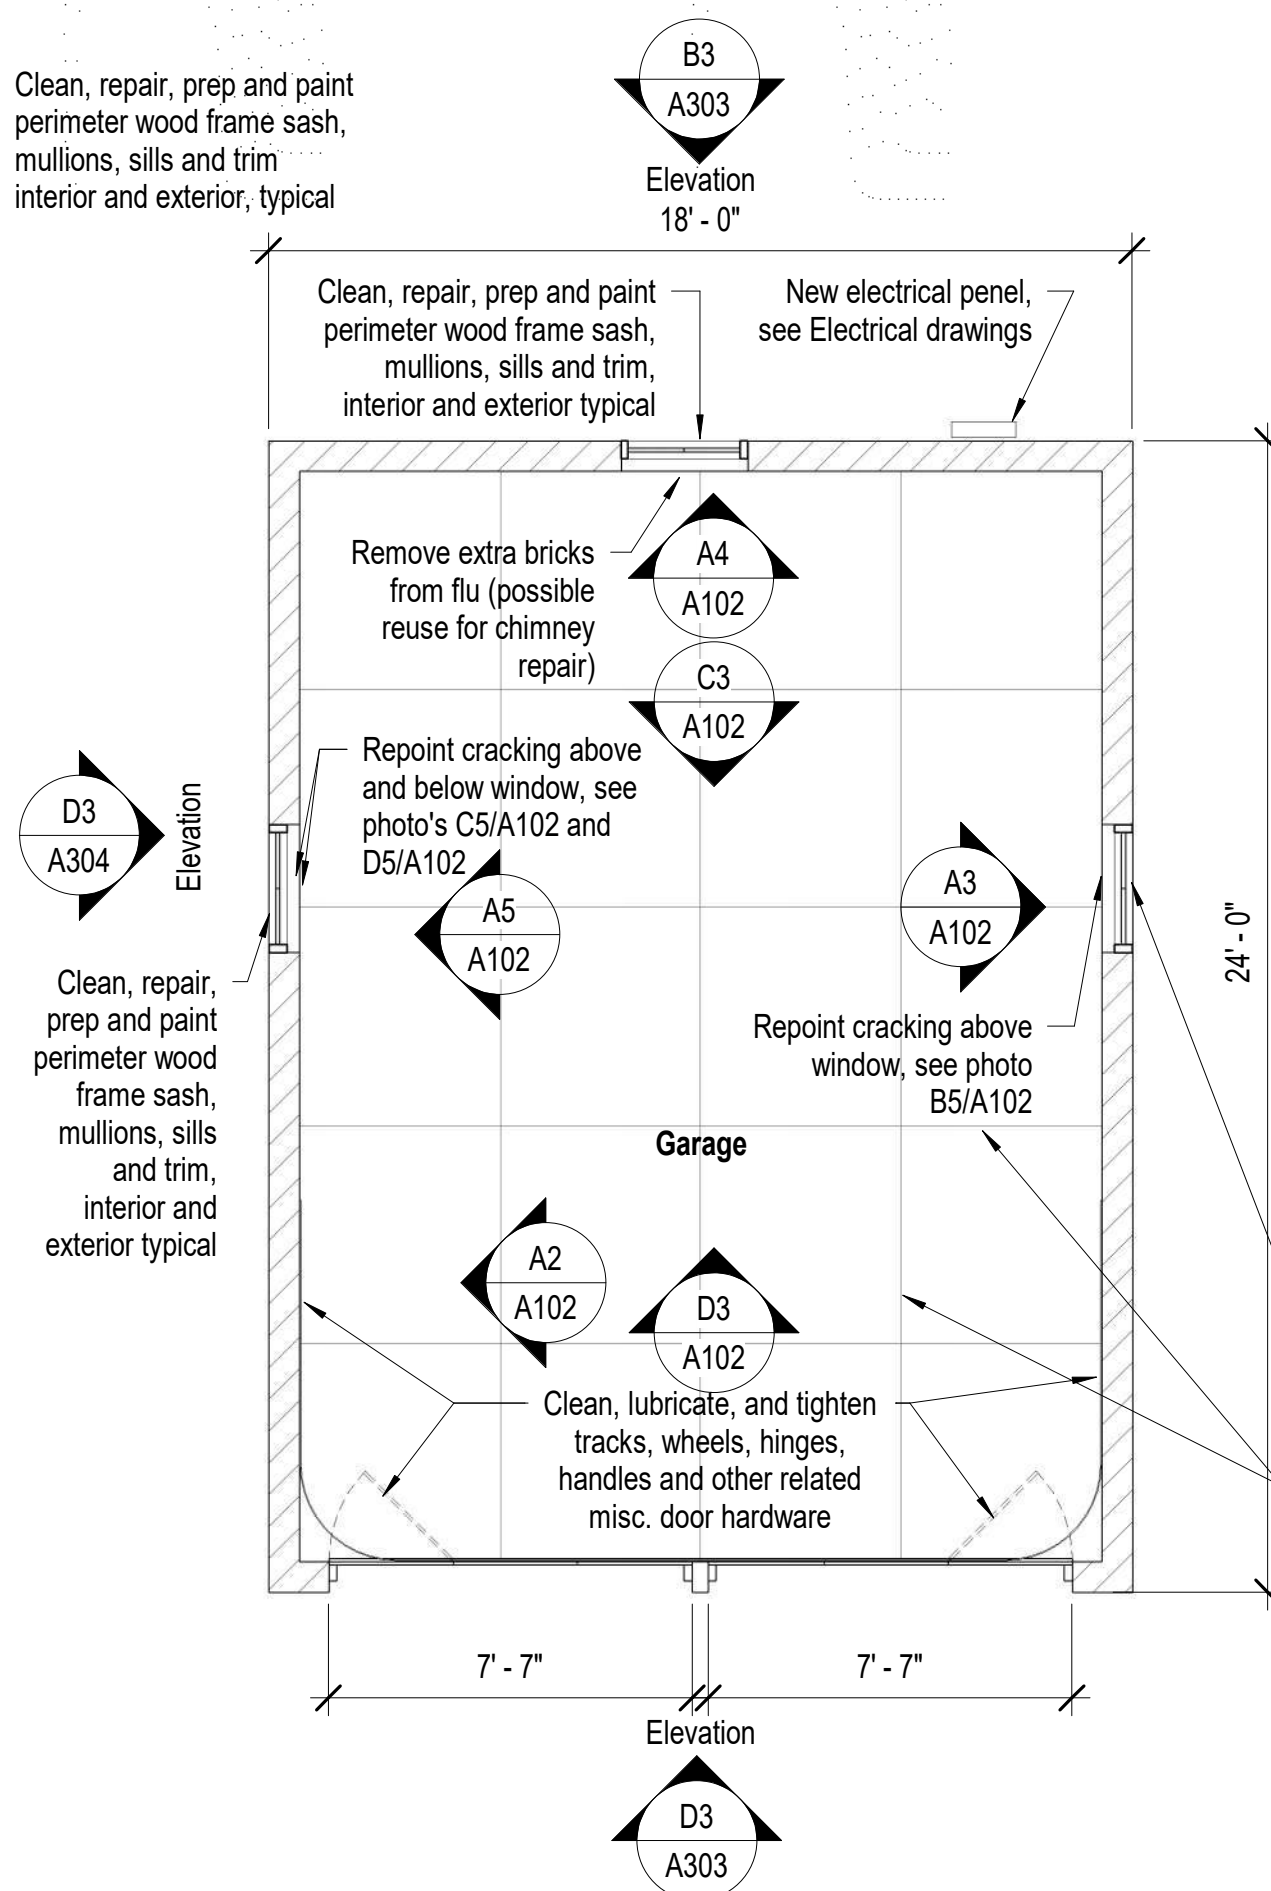 B3
A303
Elevation
18' - 0"
Clean, repair, prep and paint
perimeter wood frame sash,
mullions, sills and trim
interior and exterior, typical
Clean, repair, prep and paint
perimeter wood frame sash,
mullions, sills and trim,
interior and exterior typical
New electrical penel,
see Electrical drawings
Remove extra bricks
from flu (possible
reuse for chimney
repair)
A4
A102
C3
A102
Repoint cracking above
and below window, see
photo's C5/A102 and
D5/A102
D3
A304
Elevation
A5
A102
A3
A102
24' - 0"
Clean, repair,
prep and paint
perimeter wood
frame sash,
mullions, sills
and trim,
interior and
exterior typical
Repoint cracking above
window, see photo
B5/A102
Garage
A2
A102
D3
A102
Clean, lubricate, and tighten
tracks, wheels, hinges,
handles and other related
misc. door hardware
7' - 7"
7' - 7"
Elevation
D3
A303